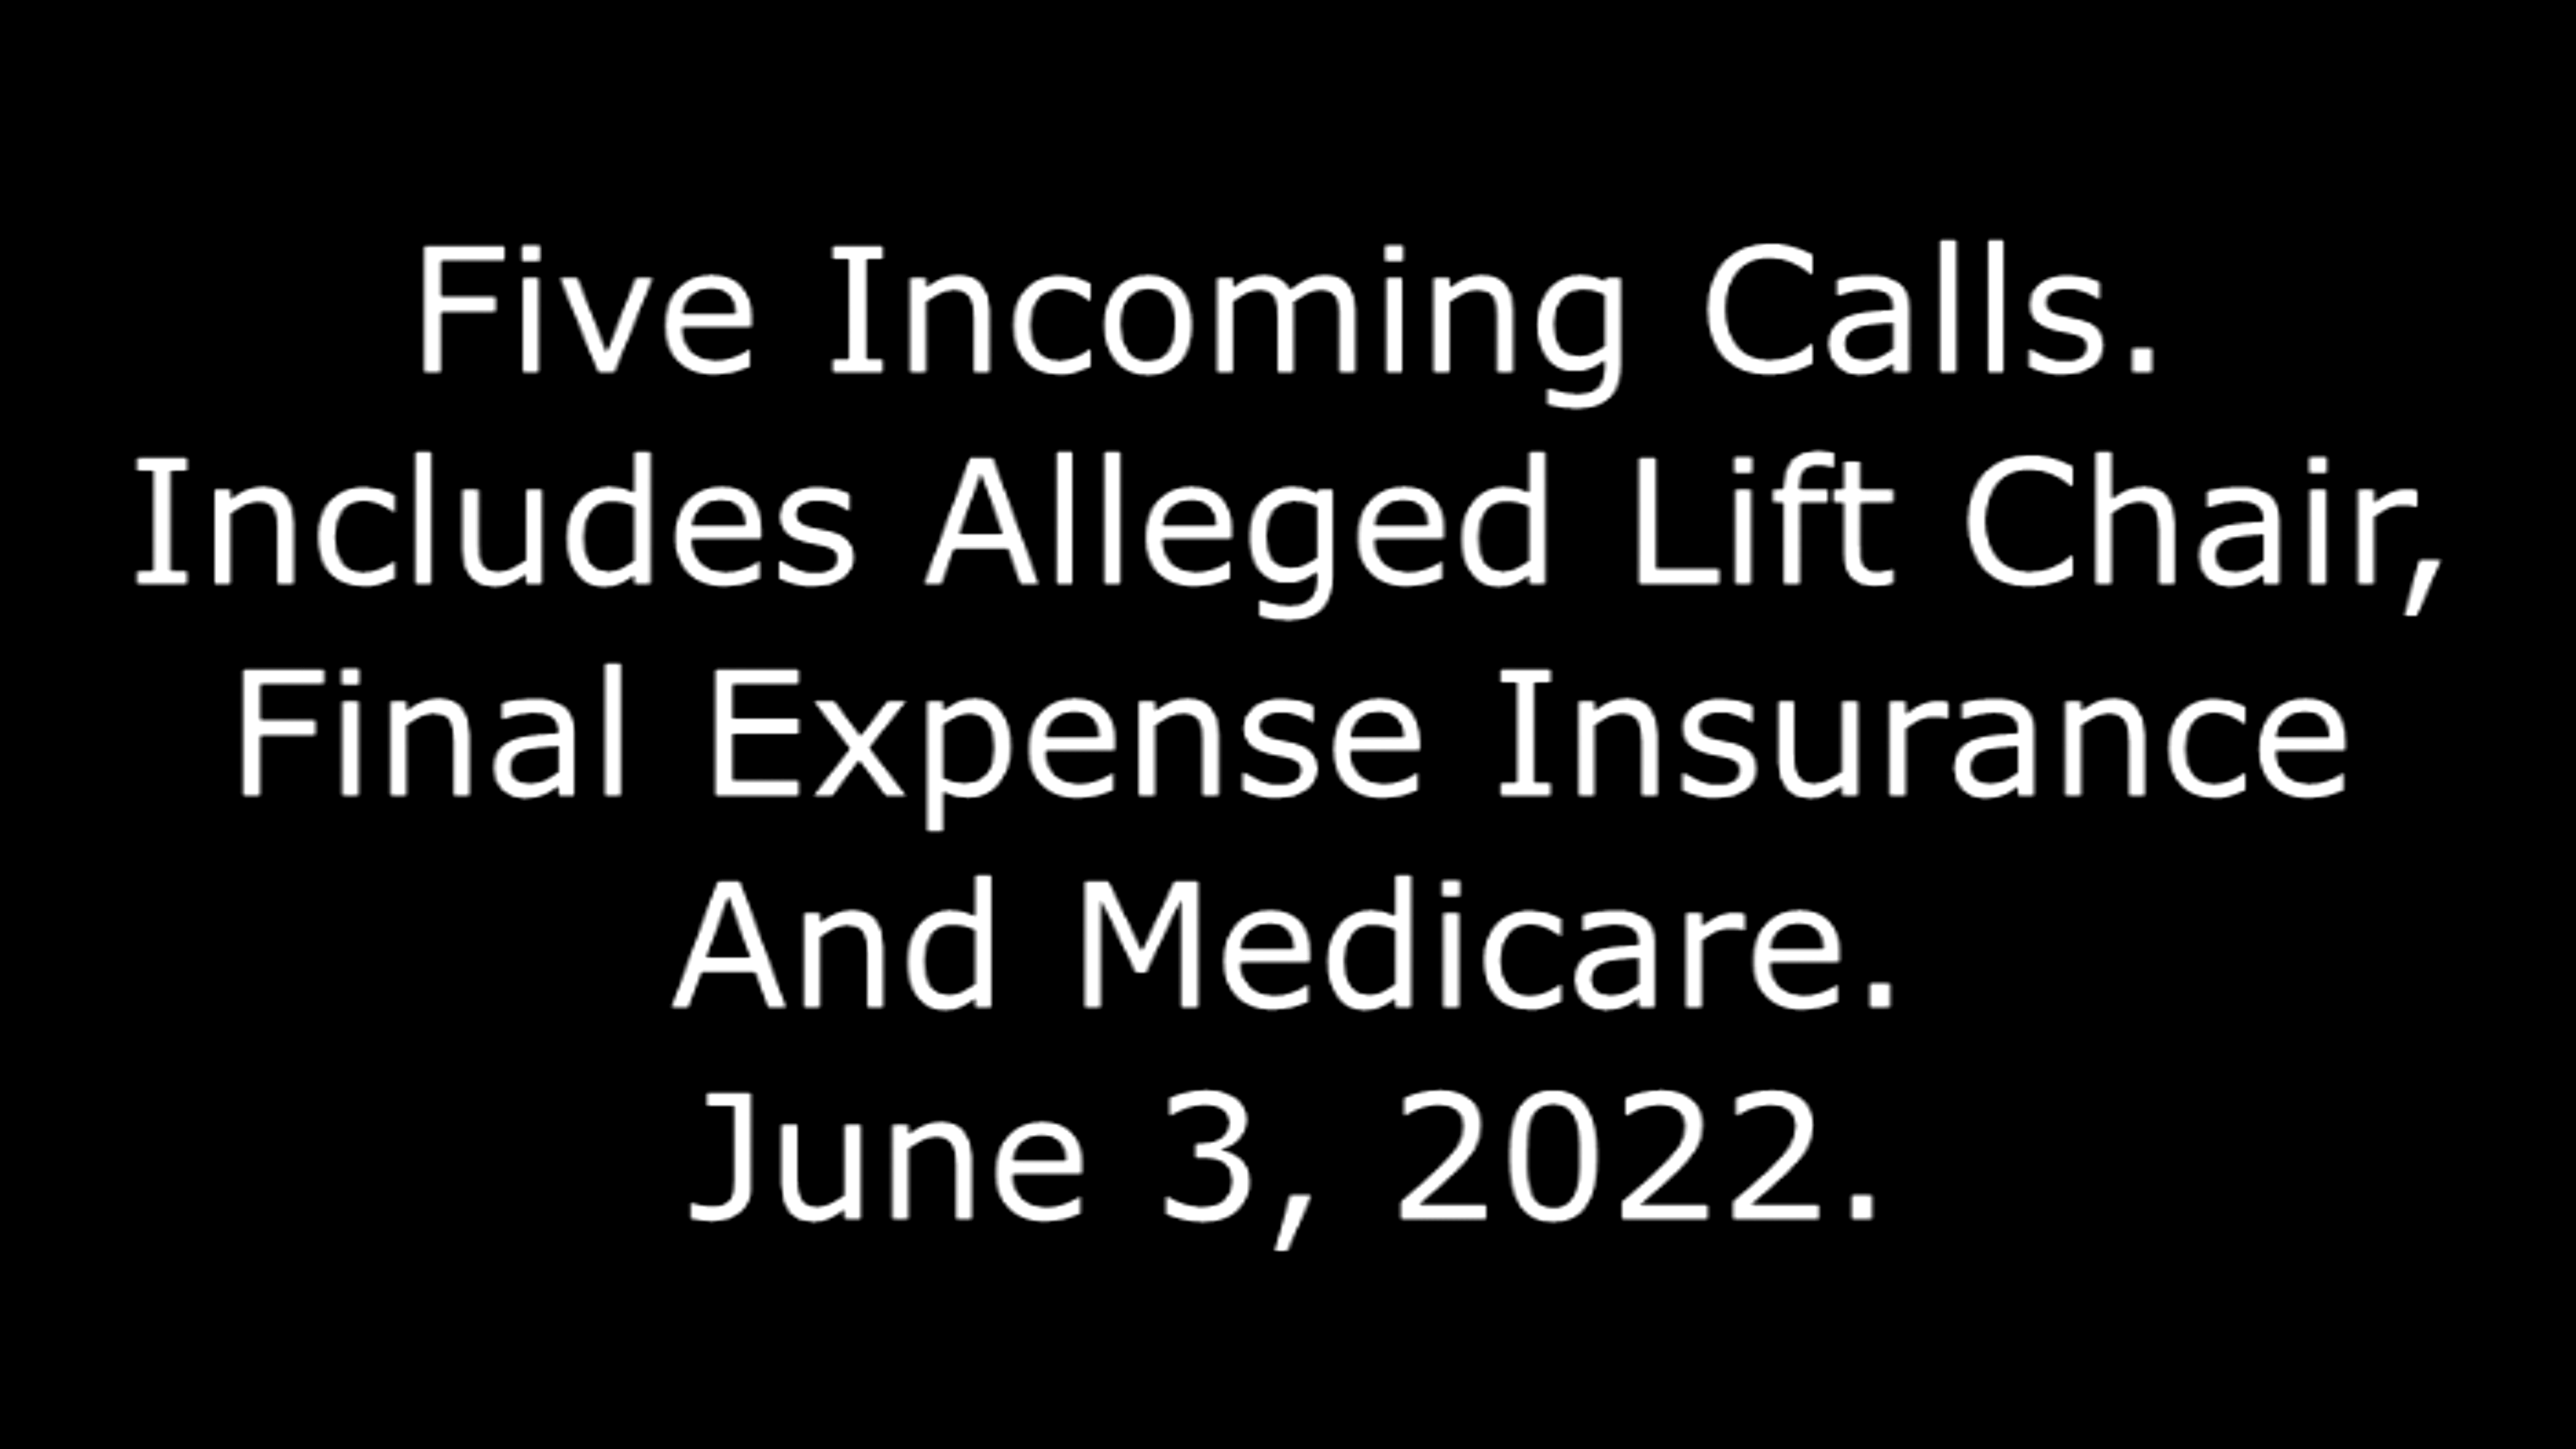 Five Incoming Calls.
Includes Alleged Lift Chair,
Final Expense Insurance
And Medicare.
June 3, 2022.